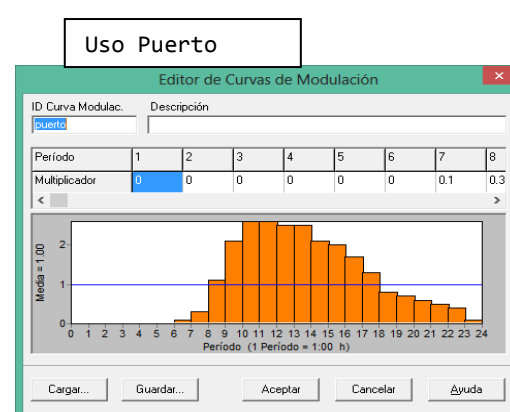 Uso Puerto
Editor de Curvas de Modulación
ID Curva Modulac. Descripción
puerto
Período 1 2 3 4 5 6 7 8
Multiplicador 0 0 0 0 0 0 0.1 0.3
Media = 1.00
2
1
0
0 1 2 3 4 5 6 7 8 9 10 11 12 13 14 15 16 17 18 19 20 21 22 23 24
Período (1 Período = 1:00 h)
Cargar... Guardar... Aceptar Cancelar Ayuda